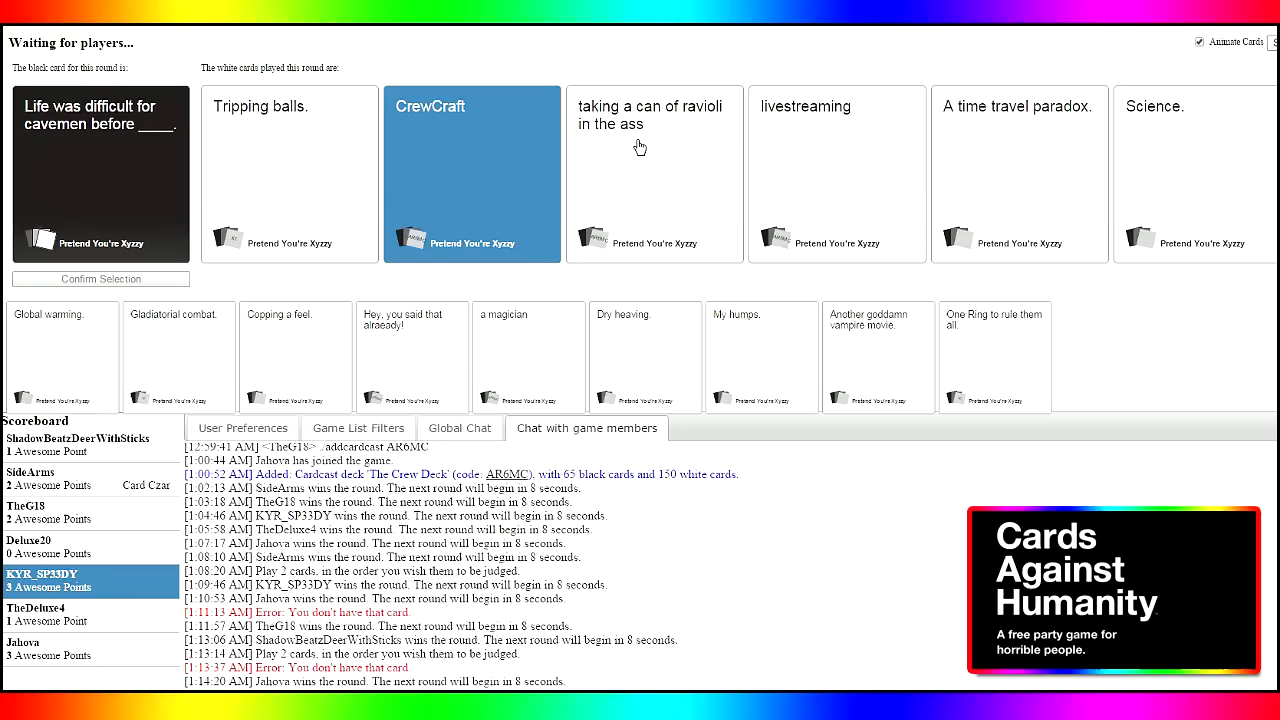 Waiting for players...
Animate Cards
The black card for this round is:
The white cards played this round are:
Life was difficult for
cavemen before ____.
Pretend You're Xyzzy
Tripping balls.
Pretend You're Xyzzy
CrewCraft
AR6MC
Pretend You're Xyzzy
taking a can of ravioli
in the ass
AR6MC
Pretend You're Xyzzy
livestreaming
AR6MC
Pretend You're Xyzzy
A time travel paradox.
Pretend You're Xyzzy
Science.
Pretend You're Xyzzy
Confirm Selection
Global warming.
Pretend You're Xyzzy
Gladiatorial combat.
Pretend You're Xyzzy
Copping a feel.
Pretend You're Xyzzy
Hey, you said that
alraeady!
Pretend You're Xyzzy
a magician
Pretend You're Xyzzy
Dry heaving.
Pretend You're Xyzzy
My humps.
Pretend You're Xyzzy
Another goddamn
vampire movie.
Pretend You're Xyzzy
One Ring to rule them
all.
Pretend You're Xyzzy
Scoreboard
ShadowBeatzDeerWithSticks
1 Awesome Point
SideArms
2 Awesome Points Card Czar
TheG18
2 Awesome Points
Deluxe20
0 Awesome Points
KYR_SP33DY
3 Awesome Points
TheDeluxe4
1 Awesome Point
Jahova
3 Awesome Points
User Preferences
Game List Filters
Global Chat
Chat with game members
[12:59:41 AM] <TheG18> ./addcardcast AR6MC
[1:00:44 AM] Jahova has joined the game.
[1:00:52 AM] Added: Cardcast deck 'The Crew Deck' (code: AR6MC), with 65 black cards and 150 white cards.
[1:02:13 AM] SideArms wins the round. The next round will begin in 8 seconds.
[1:03:18 AM] TheG18 wins the round. The next round will begin in 8 seconds.
[1:04:46 AM] KYR_SP33DY wins the round. The next round will begin in 8 seconds.
[1:05:58 AM] TheDeluxe4 wins the round. The next round will begin in 8 seconds.
[1:07:17 AM] Jahova wins the round. The next round will begin in 8 seconds.
[1:08:10 AM] SideArms wins the round. The next round will begin in 8 seconds.
[1:08:20 AM] Play 2 cards, in the order you wish them to be judged.
[1:09:46 AM] KYR_SP33DY wins the round. The next round will begin in 8 seconds.
[1:10:53 AM] Jahova wins the round. The next round will begin in 8 seconds.
[1:11:13 AM] Error: You don't have that card.
[1:11:57 AM] TheG18 wins the round. The next round will begin in 8 seconds.
[1:13:06 AM] ShadowBeatzDeerWithSticks wins the round. The next round will begin in 8 seconds.
[1:13:14 AM] Play 2 cards, in the order you wish them to be judged.
[1:13:37 AM] Error: You don't have that card.
[1:14:20 AM] Jahova wins the round. The next round will begin in 8 seconds.
Cards
Against
Humanity
A free party game for
horrible people.